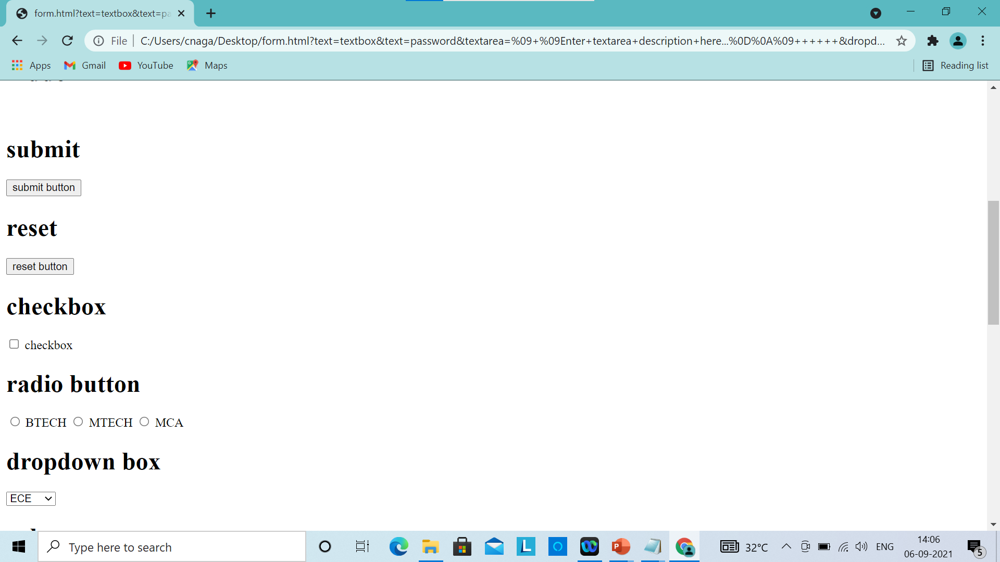 form.html?text=textbox&text=pa
File
C:/Users/cnaga/Desktop/form.html?text=textbox&text=password&textarea=%09+%09Enter+textarea+description+here...%0D%0A%09++++++&dropd...
Apps Gmail YouTube Maps Reading list
submit
submit button
reset
reset button
checkbox
checkbox
radio button
BTECH MTECH MCA
dropdown box
ECE
Type here to search
32°C
ENG
14:06
06-09-2021
5